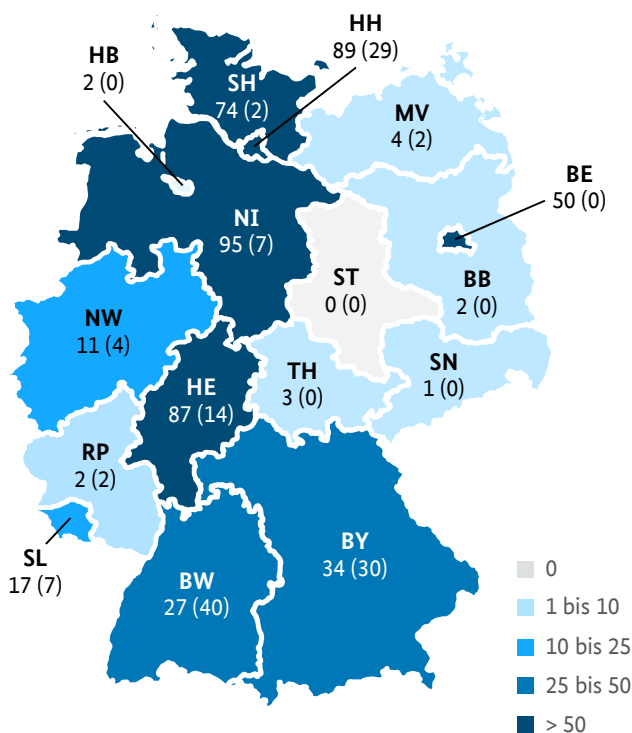 HH
89 (29)
HB
2 (0)
SH
74 (2)
MV
4 (2)
BE
50 (0)
NI
95 (7)
ST
0 (0)
BB
2 (0)
NW
11 (4)
SN
1 (0)
TH
3 (0)
HE
87 (14)
RP
2 (2)
SL
17 (7)
BY
34 (30)
BW
27 (40)
0
1 bis 10
10 bis 25
25 bis 50
> 50